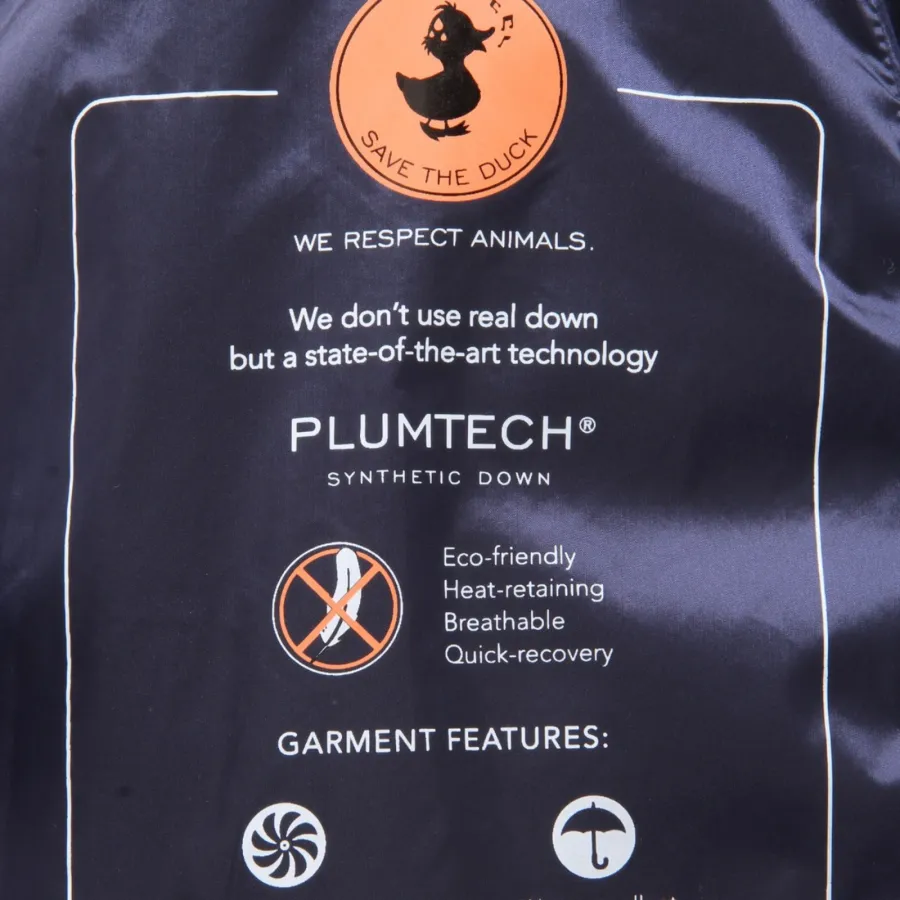 SAVE THE DUCK
WE RESPECT ANIMALS.
We don't use real down
but a state-of-the-art technology
PLUMTECH®
SYNTHETIC DOWN
Eco-friendly
Heat-retaining
Breathable
Quick-recovery
GARMENT FEATURES: